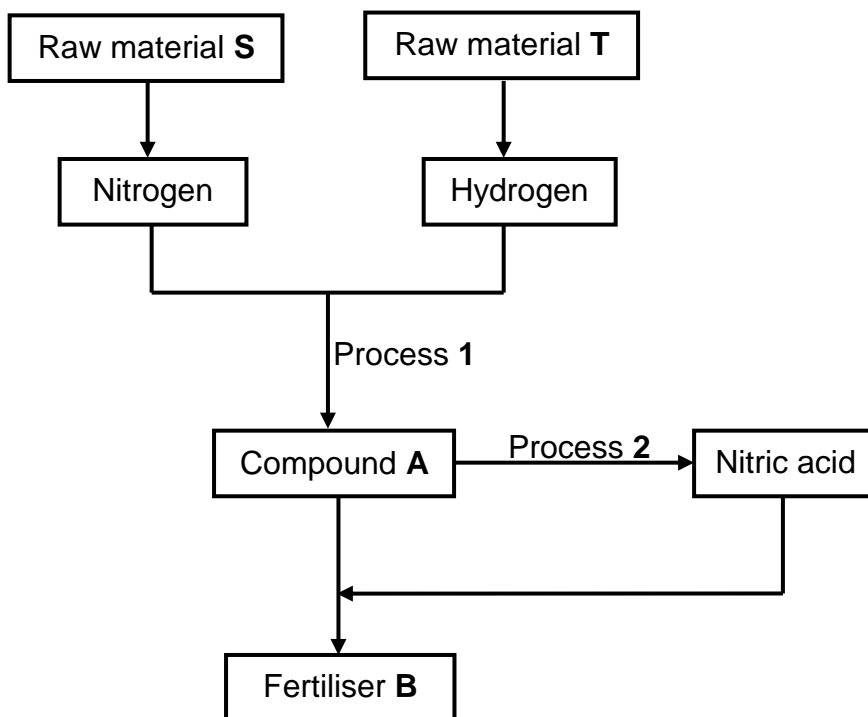 Raw material S
Raw material T
Nitrogen
Hydrogen
Process 1
Compound A
Process 2
Nitric acid
Fertiliser B